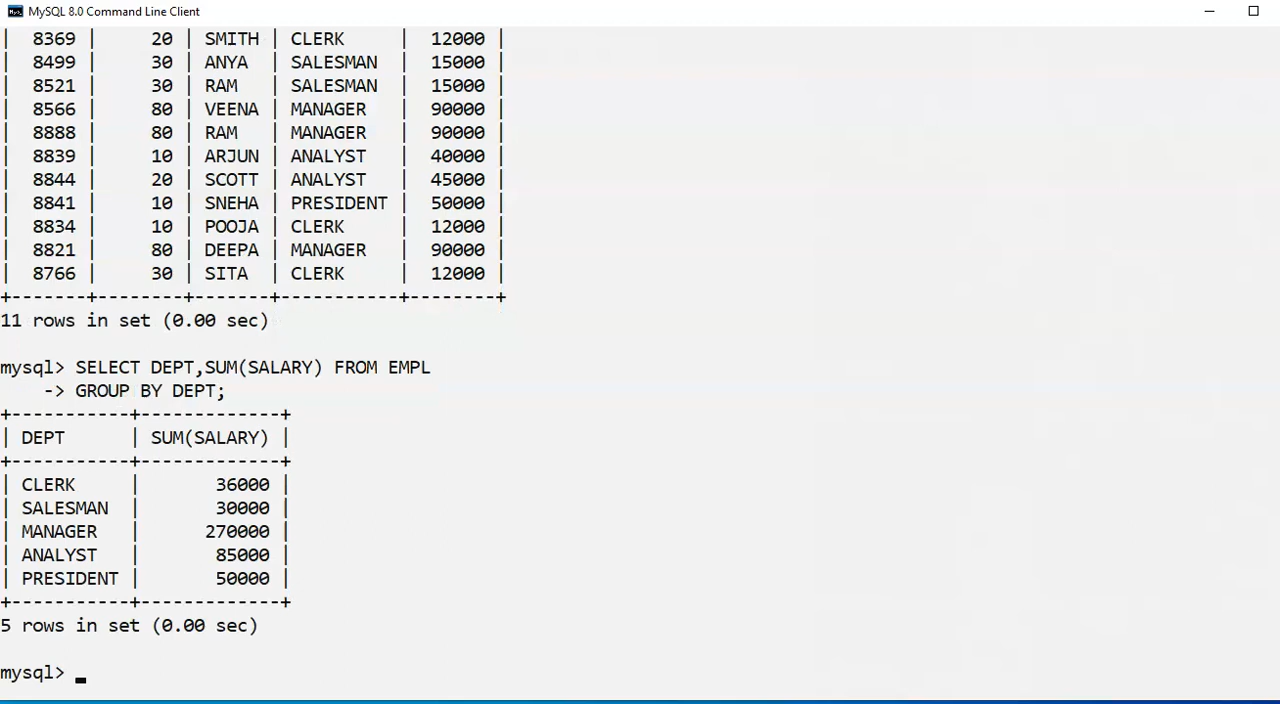 MySQL 8.0 Command Line Client
|  8369 |     20 | SMITH | CLERK     |  12000 |
|  8499 |     30 | ANYA  | SALESMAN  |  15000 |
|  8521 |     30 | RAM   | SALESMAN  |  15000 |
|  8566 |     80 | VEENA | MANAGER   |  90000 |
|  8888 |     80 | RAM   | MANAGER   |  90000 |
|  8839 |     10 | ARJUN | ANALYST   |  40000 |
|  8844 |     20 | SCOTT | ANALYST   |  45000 |
|  8841 |     10 | SNEHA | PRESIDENT |  50000 |
|  8834 |     10 | POOJA | CLERK     |  12000 |
|  8821 |     80 | DEEPA | MANAGER   |  90000 |
|  8766 |     30 | SITA  | CLERK     |  12000 |
+-------+--------+-------+-----------+--------+
11 rows in set (0.00 sec)
mysql> SELECT DEPT,SUM(SALARY) FROM EMPL
    -> GROUP BY DEPT;
+-----------+-------------+
| DEPT      | SUM(SALARY) |
+-----------+-------------+
| CLERK     |       36000 |
| SALESMAN  |       30000 |
| MANAGER   |      270000 |
| ANALYST   |       85000 |
| PRESIDENT |       50000 |
+-----------+-------------+
5 rows in set (0.00 sec)
mysql> _